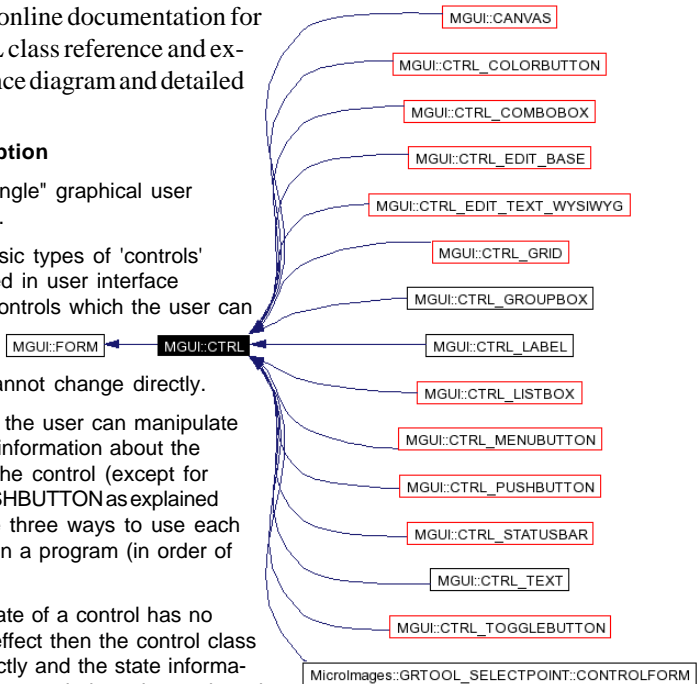 online documentation for
L class reference and ex-
nce diagram and detailed
ption
ngle" graphical user
.
sic types of 'controls'
ed in user interface
ontrols which the user can
annot change directly.
the user can manipulate
information about the
he control (except for
SHBUTTON as explained
e three ways to use each
n a program (in order of
ate of a control has no
effect then the control class
ctly and the state informa-
MGUI::FORM
MGUI::CTRL
MGUI::CANVAS
MGUI::CTRL_COLORBUTTON
MGUI::CTRL_COMBOBOX
MGUI::CTRL_EDIT_BASE
MGUI::CTRL_EDIT_TEXT_WYSIWYG
MGUI::CTRL_GRID
MGUI::CTRL_GROUPBOX
MGUI::CTRL_LABEL
MGUI::CTRL_LISTBOX
MGUI::CTRL_MENUBUTTON
MGUI::CTRL_PUSHBUTTON
MGUI::CTRL_STATUSBAR
MGUI::CTRL_TEXT
MGUI::CTRL_TOGGLEBUTTON
MicroImages::GRTOOL_SELECTPOINT::CONTROLFORM